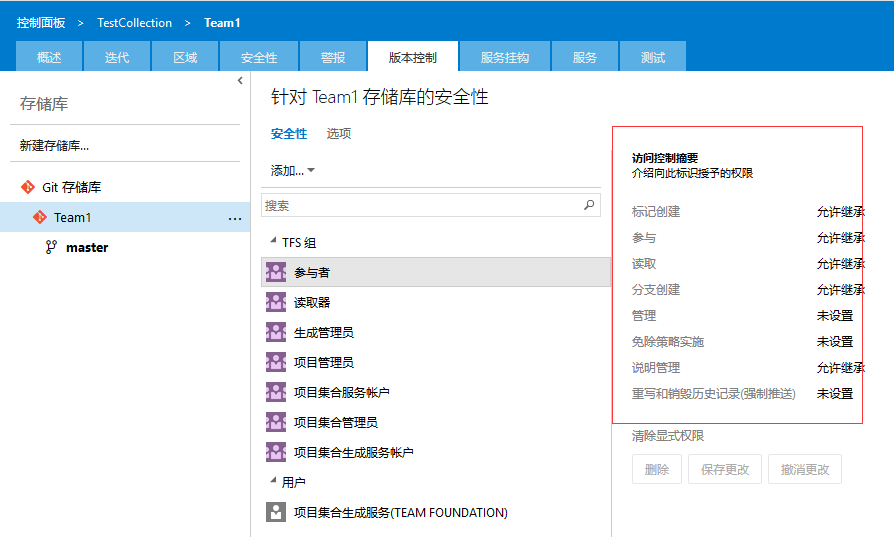 控制面板 > TestCollection > Team1
概述 迭代 区域 安全性 警报 版本控制 服务挂钩 服务 测试
存储库
新建存储库...
Git 存储库
Team1 ...
master
针对 Team1 存储库的安全性
安全性 选项
添加...
搜索
TFS 组
参与者
读取器
生成管理员
项目管理员
项目集合服务帐户
项目集合管理员
项目集合生成服务帐户
用户
项目集合生成服务(TEAM FOUNDATION)
访问控制摘要
介绍向此标识授予的权限
标记创建 允许继承
参与 允许继承
读取 允许继承
分支创建 允许继承
管理 未设置
免除策略实施 未设置
说明管理 允许继承
重写和销毁历史记录(强制推送) 未设置
清除显式权限
删除 保存更改 撤消更改